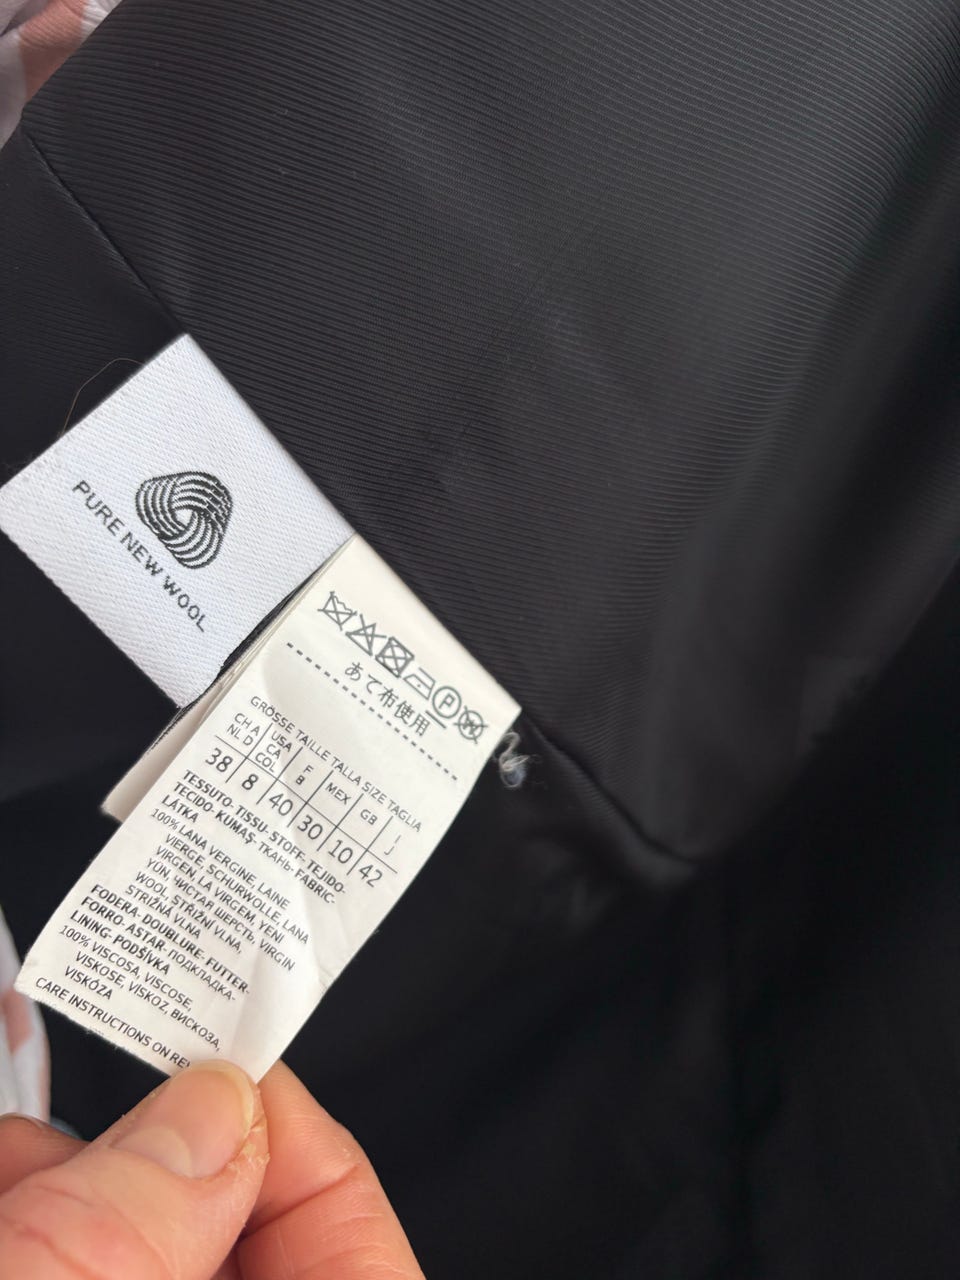 PURE NEW WOOL
P W
あて布使用
GRÖSSE TAILLE TALLA SIZE TAGLIA
CH A NL D
USA CA COL
F B
MEX
GB
I J
38 8 40 30 10 42
TESSUTO- TISSU- STOFF- TEJIDO-
TECIDO- KUMAŞ- ТКАНЬ- FABRIC-
LÁTKA
100% LANA VERGINE, LAINE
VIERGE, SCHURWOLLE, LANA
VIRGEN, LA VIRGEM, YENI
YÜN, ЧИСТАЯ ШЕРСТЬ, VIRGIN
WOOL, STRIŽNÍ VLNA,
STRIŽNÁ VLNA
FODERA- DOUBLURE- FUTTER-
FORRO- ASTAR- ПОДКЛАДКА-
LINING- PODŠÍVKA
100% VISCOSA, VISCOSE,
VISKOSE, VISKOZ, ВИСКОЗА,
VISKÓZA
CARE INSTRUCTIONS ON